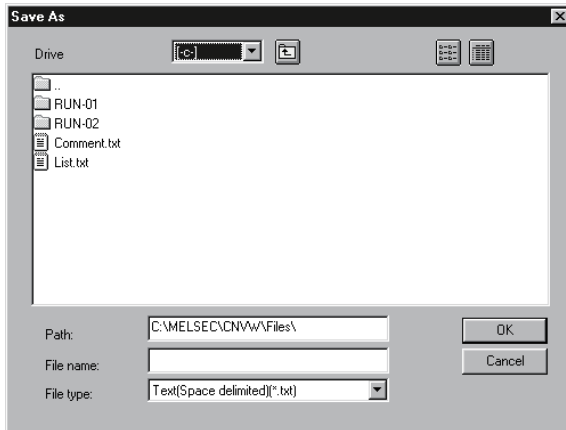 Save As
Drive [-c-]
..
RUN-01
RUN-02
Comment.txt
List.txt
Path: C:\MELSEC\CNVW\Files\
OK
File name:
Cancel
File type: Text(Space delimited)(*.txt)